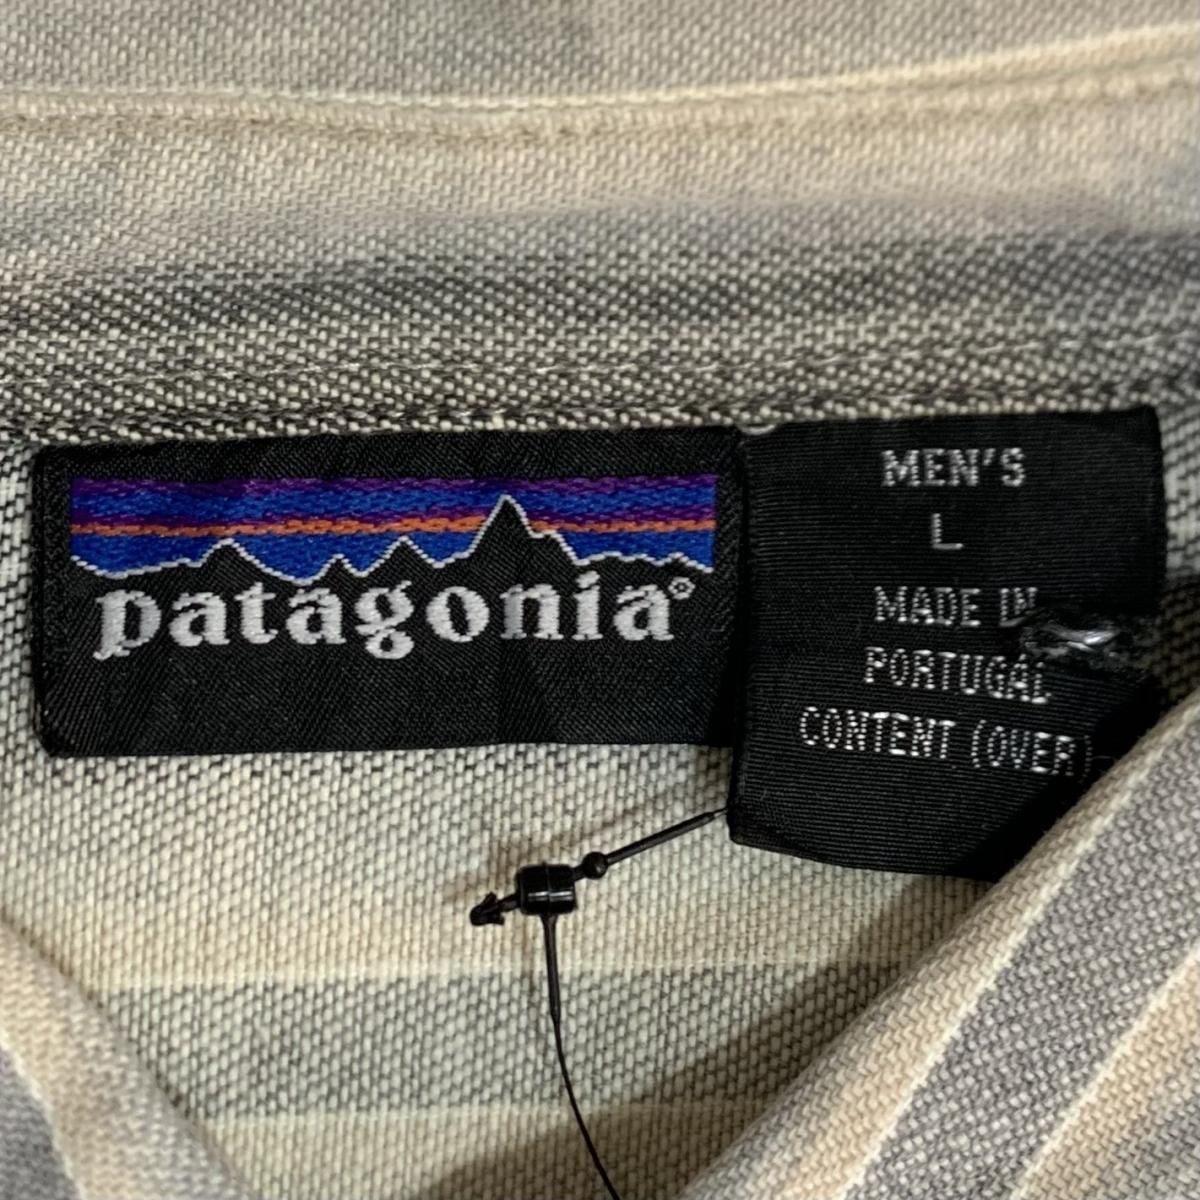 patagonia®
MEN'S
L
MADE IN
PORTUGAL
CONTENT (OVER)